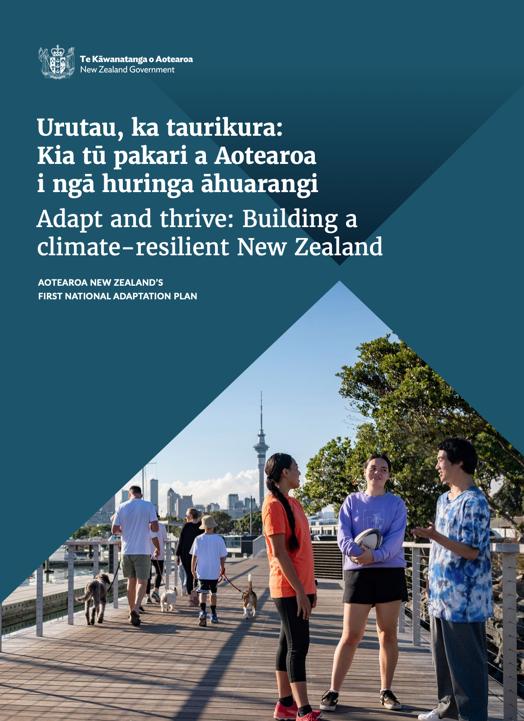 Te Kāwanatanga o Aotearoa
New Zealand Government
Urutau, ka taurikura:
Kia tū pakari a Aotearoa
i ngā huringa āhuarangi
Adapt and thrive: Building a
climate-resilient New Zealand
AOTEAROA NEW ZEALAND'S
FIRST NATIONAL ADAPTATION PLAN